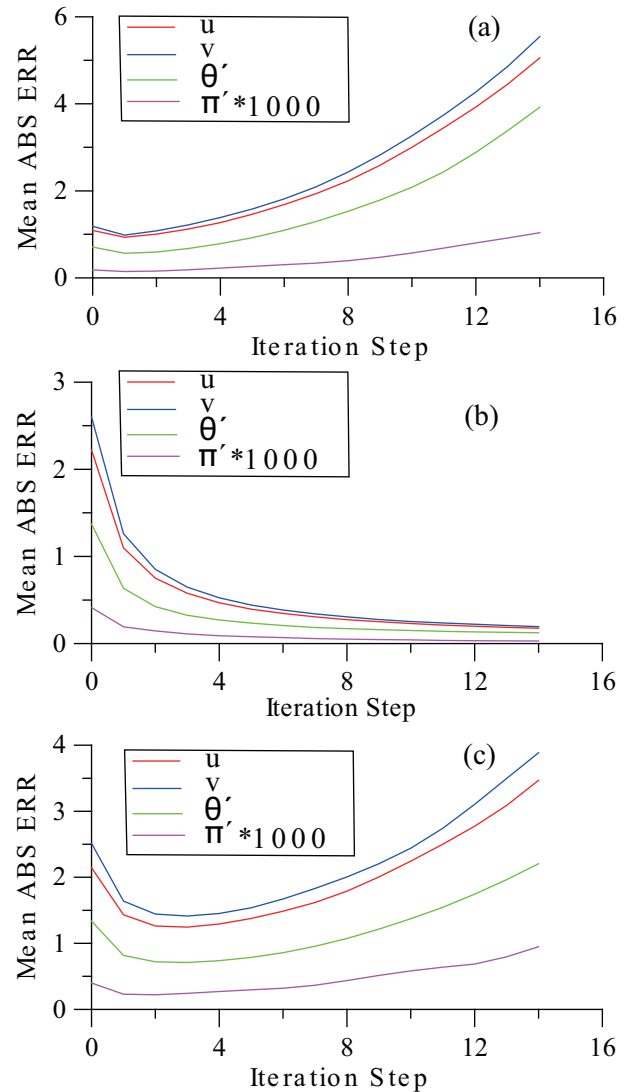 (a)
u
v
θ´
π´*1000
Mean ABS ERR
6
4
2
0
0 4 8 12 16
Iteration Step
(b)
u
v
θ´
π´*1000
Mean ABS ERR
3
2
1
0
0 4 8 12 16
Iteration Step
(c)
u
v
θ´
π´*1000
Mean ABS ERR
4
3
2
1
0
0 4 8 12 16
Iteration Step